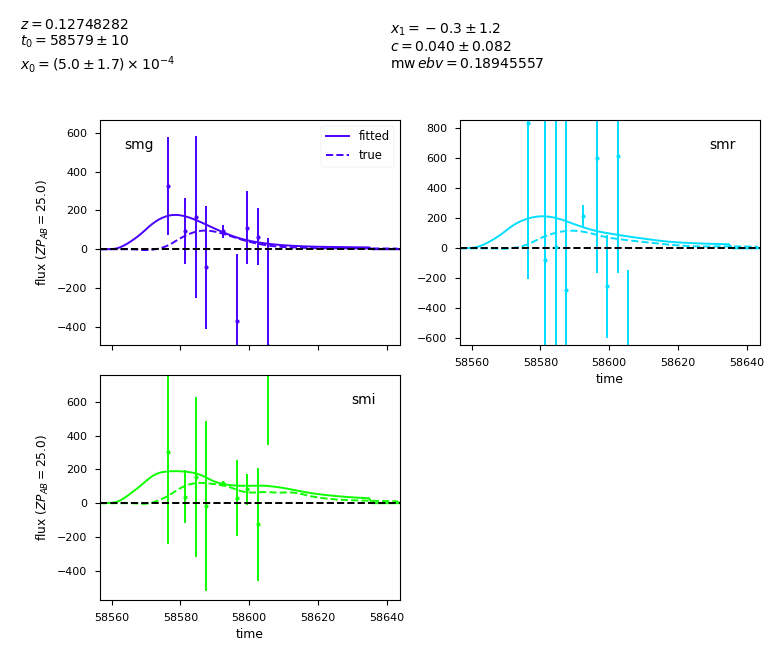 z = 0.12748282
t₀ = 58579 ± 10
x₀ = (5.0 ± 1.7) × 10⁻⁴
x₁ = −0.3 ± 1.2
c = 0.040 ± 0.082
mw ebv = 0.18945557
smg
fitted
true
600
400
200
0
−200
−400
flux (ZP_AB = 25.0)
smr
800
600
400
200
0
−200
−400
−600
58560 58580 58600 58620 58640
time
smi
600
400
200
0
−200
−400
flux (ZP_AB = 25.0)
58560 58580 58600 58620 58640
time